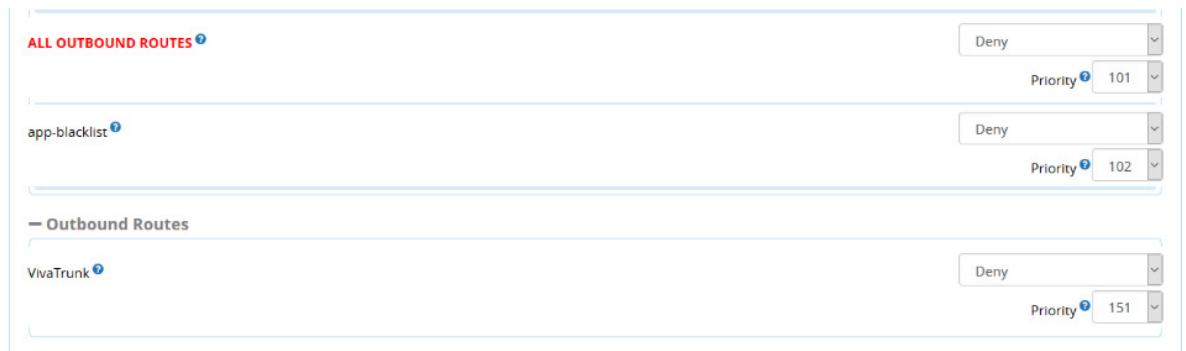 ALL OUTBOUND ROUTES ?
Deny
Priority ? 101
app-blacklist ?
Deny
Priority ? 102
− Outbound Routes
VivaTrunk ?
Deny
Priority ? 151